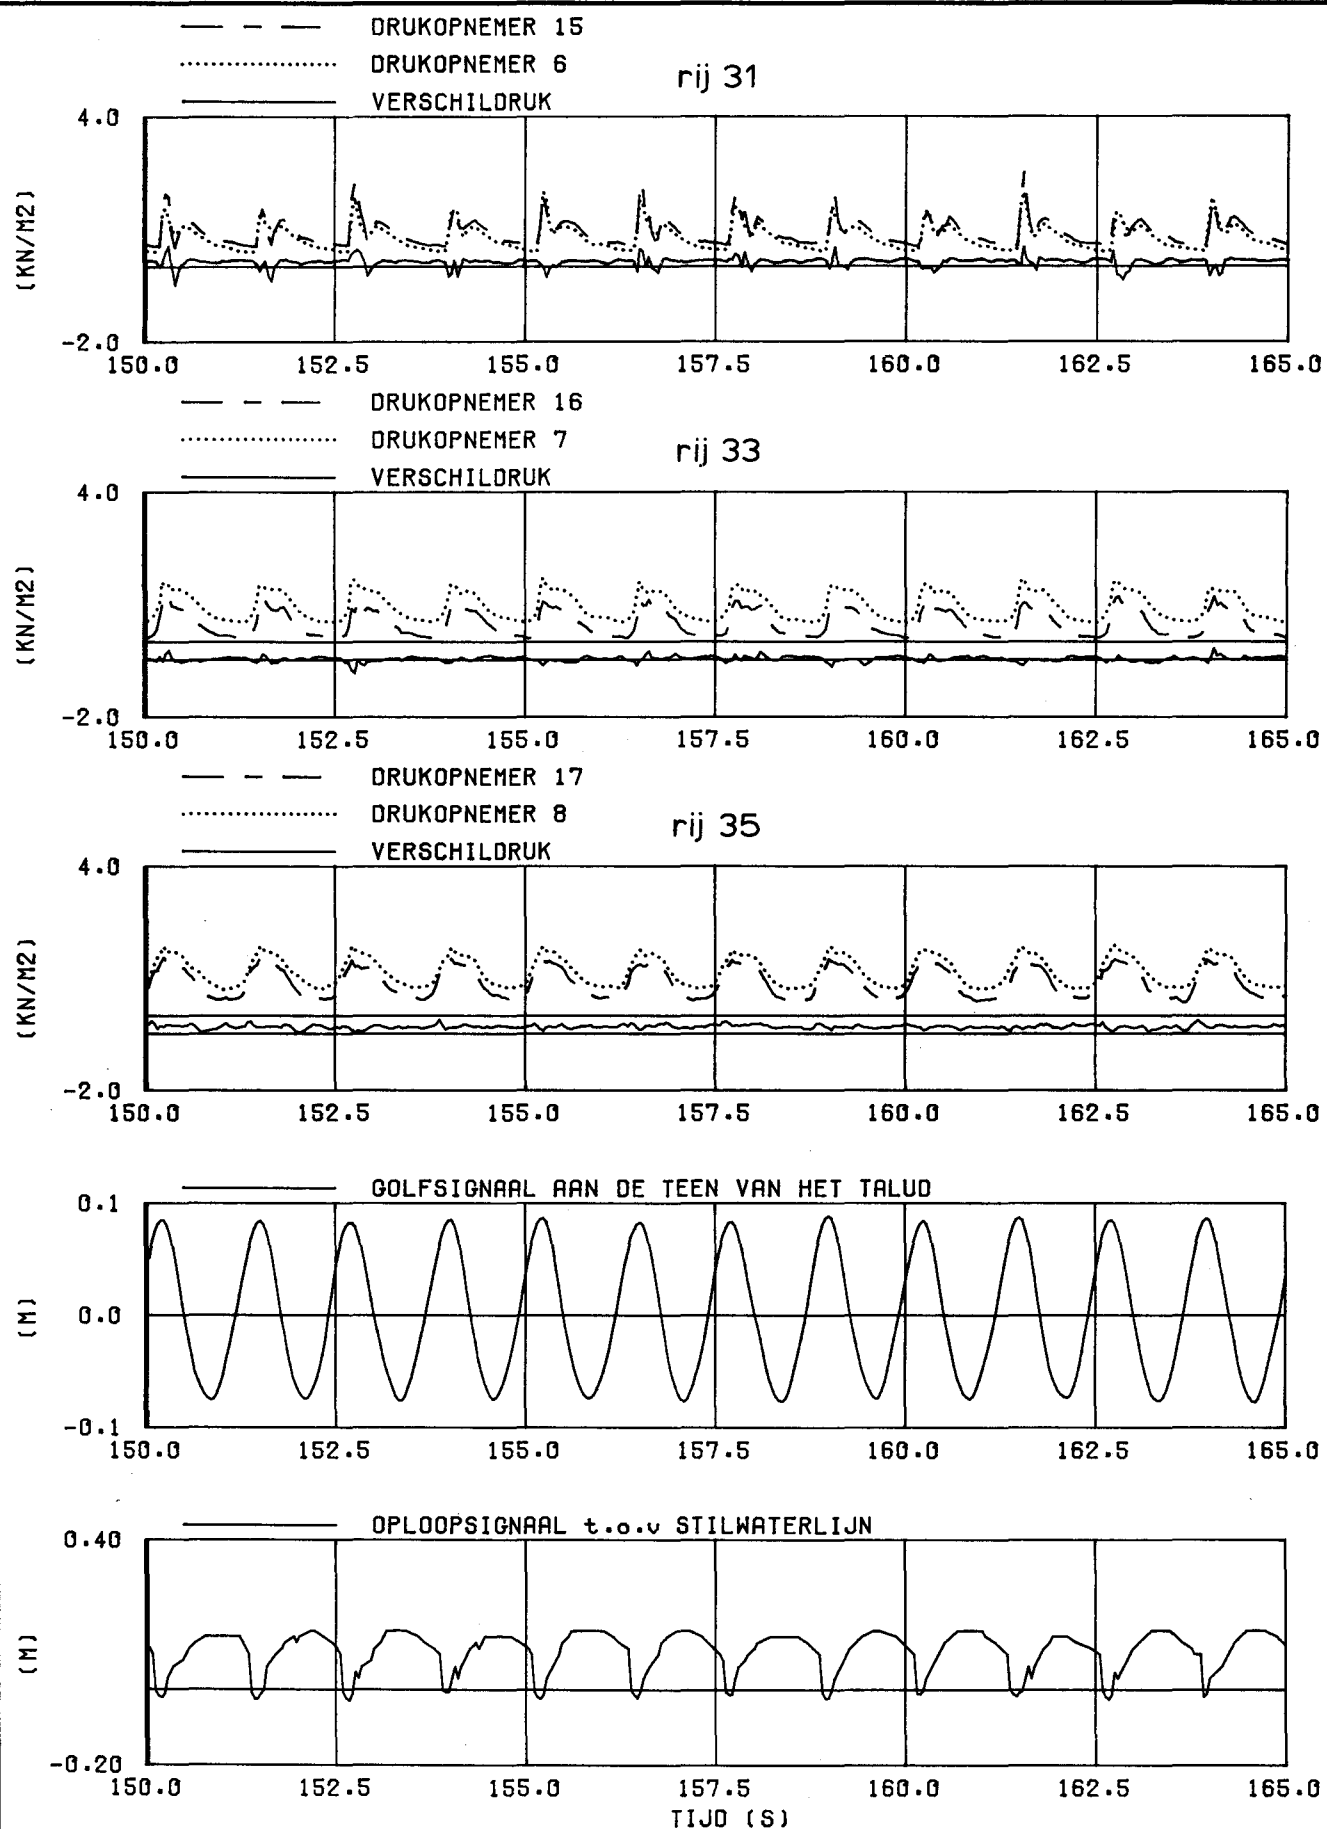 DRUKOPNEMER 15
DRUKOPNEMER 6
rij 31
VERSCHILDRUK
4.0
(KN/M2)
-2.0
150.0 152.5 155.0 157.5 160.0 162.5 165.0
DRUKOPNEMER 16
DRUKOPNEMER 7
rij 33
VERSCHILDRUK
4.0
(KN/M2)
-2.0
150.0 152.5 155.0 157.5 160.0 162.5 165.0
DRUKOPNEMER 17
DRUKOPNEMER 8
rij 35
VERSCHILDRUK
4.0
(KN/M2)
-2.0
150.0 152.5 155.0 157.5 160.0 162.5 165.0
GOLFSIGNAAL AAN DE TEEN VAN HET TALUD
0.1
(M)
0.0
-0.1
150.0 152.5 155.0 157.5 160.0 162.5 165.0
OPLOOPSIGNAAL t.o.v STILWATERLIJN
0.40
(M)
-0.20
150.0 152.5 155.0 157.5 160.0 162.5 165.0
TIJD (S)